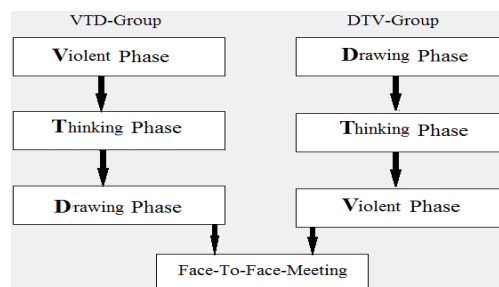 VTD-Group
DTV-Group
Violent Phase
Drawing Phase
Thinking Phase
Thinking Phase
Drawing Phase
Violent Phase
Face-To-Face-Meeting